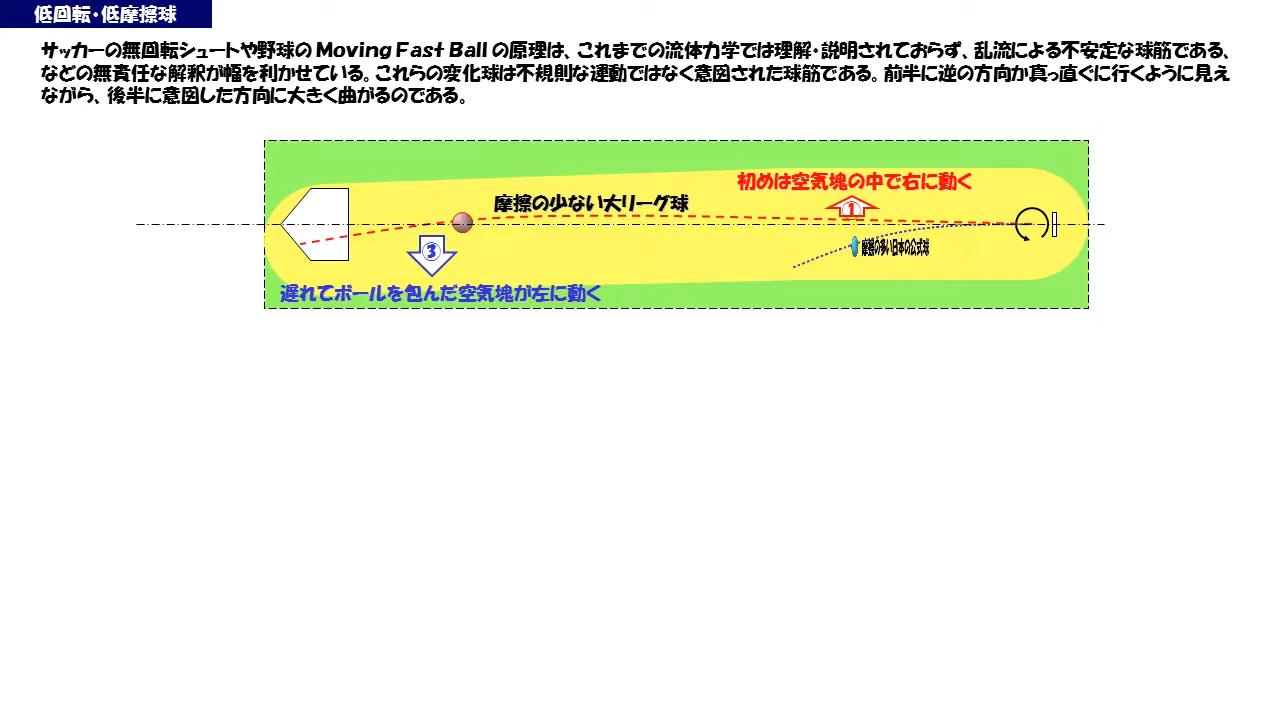 低回転・低摩擦球
サッカーの無回転シュートや野球の Moving Fast Ball の原理は、これまでの流体力学では理解・説明されておらず、乱流による不安定な球筋である、
などの無責任な解釈が幅を利かせている。これらの変化球は不規則な運動ではなく意図された球筋である。前半に逆の方向か真っ直ぐに行くように見え
ながら、後半に意図した方向に大きく曲がるのである。
初めは空気塊の中で右に動く
摩擦の少ない大リーグ球
①
③
摩擦の多い日本の公式球
遅れてボールを包んだ空気塊が左に動く